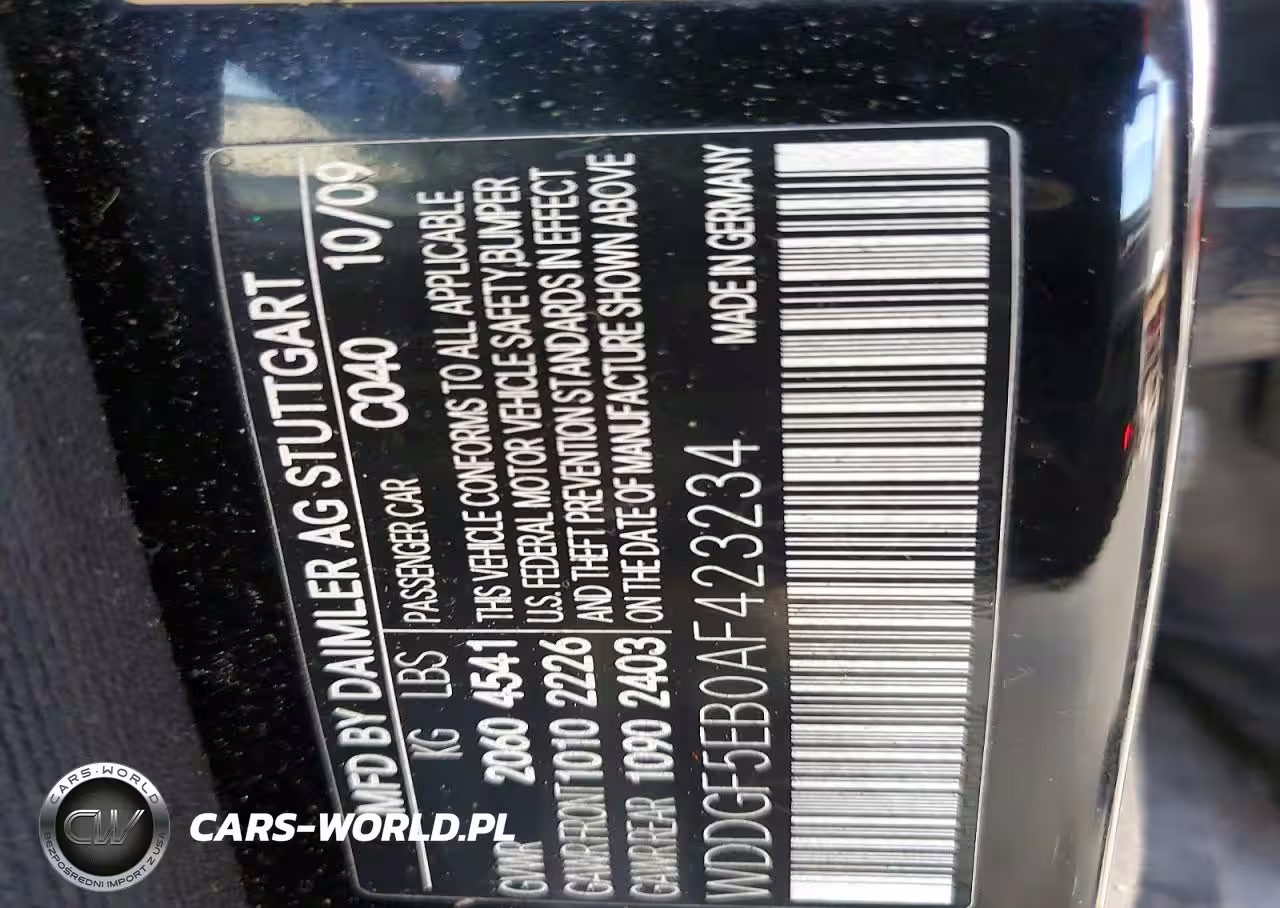 MFD BY DAIMLER AG STUTTGART
C040 10/09
KG LBS PASSENGER CAR
GVWR 2060 4541 THIS VEHICLE CONFORMS TO ALL APPLICABLE
U.S. FEDERAL MOTOR VEHICLE SAFETY,BUMPER
GAWR FRONT 1010 2226 AND THEFT PREVENTION STANDARDS IN EFFECT
GAWR REAR 1090 2403 ON THE DATE OF MANUFACTURE SHOWN ABOVE
WDDGF5EB0AF423234 MADE IN GERMANY
CARS-WORLD
CW
BEZPOŚREDNI IMPORT Z USA
CARS-WORLD.PL